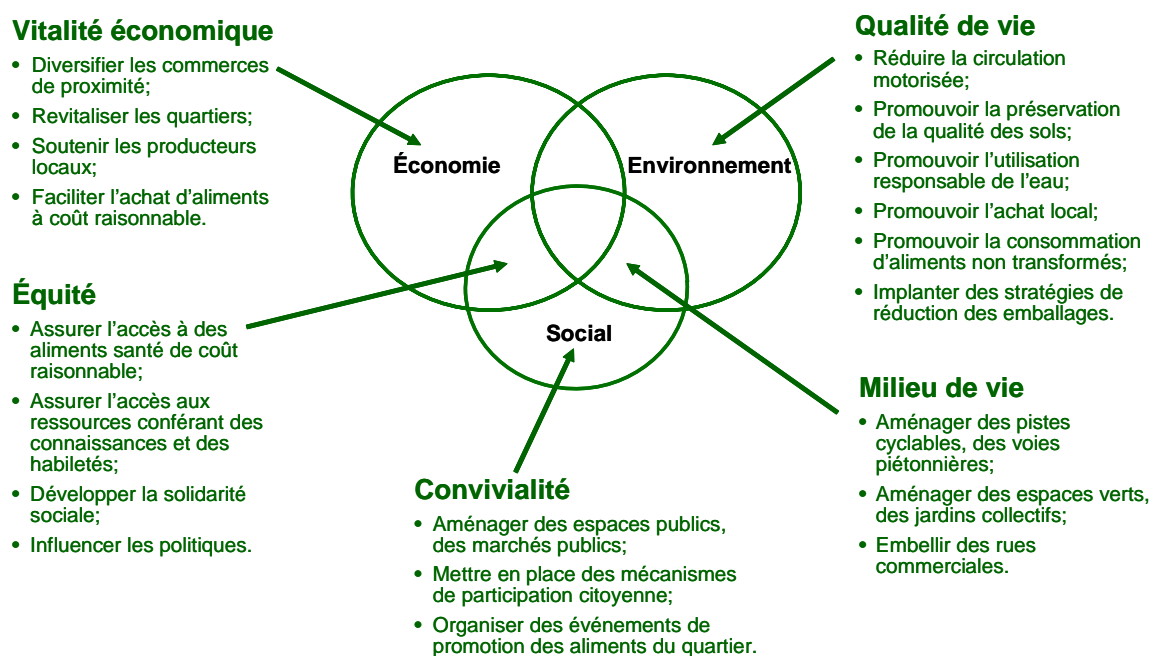 Vitalité économique
• Diversifier les commerces
de proximité;
• Revitaliser les quartiers;
• Soutenir les producteurs
locaux;
• Faciliter l'achat d'aliments
à coût raisonnable.
Équité
• Assurer l'accès à des
aliments santé de coût
raisonnable;
• Assurer l'accès aux
ressources conférant des
connaissances et des
habiletés;
• Développer la solidarité
sociale;
• Influencer les politiques.
Économie
Environnement
Social
Convivialité
• Aménager des espaces publics,
des marchés publics;
• Mettre en place des mécanismes
de participation citoyenne;
• Organiser des événements de
promotion des aliments du quartier.
Qualité de vie
• Réduire la circulation
motorisée;
• Promouvoir la préservation
de la qualité des sols;
• Promouvoir l'utilisation
responsable de l'eau;
• Promouvoir l'achat local;
• Promouvoir la consommation
d'aliments non transformés;
• Implanter des stratégies de
réduction des emballages.
Milieu de vie
• Aménager des pistes
cyclables, des voies
piétonnières;
• Aménager des espaces verts,
des jardins collectifs;
• Embellir des rues
commerciales.